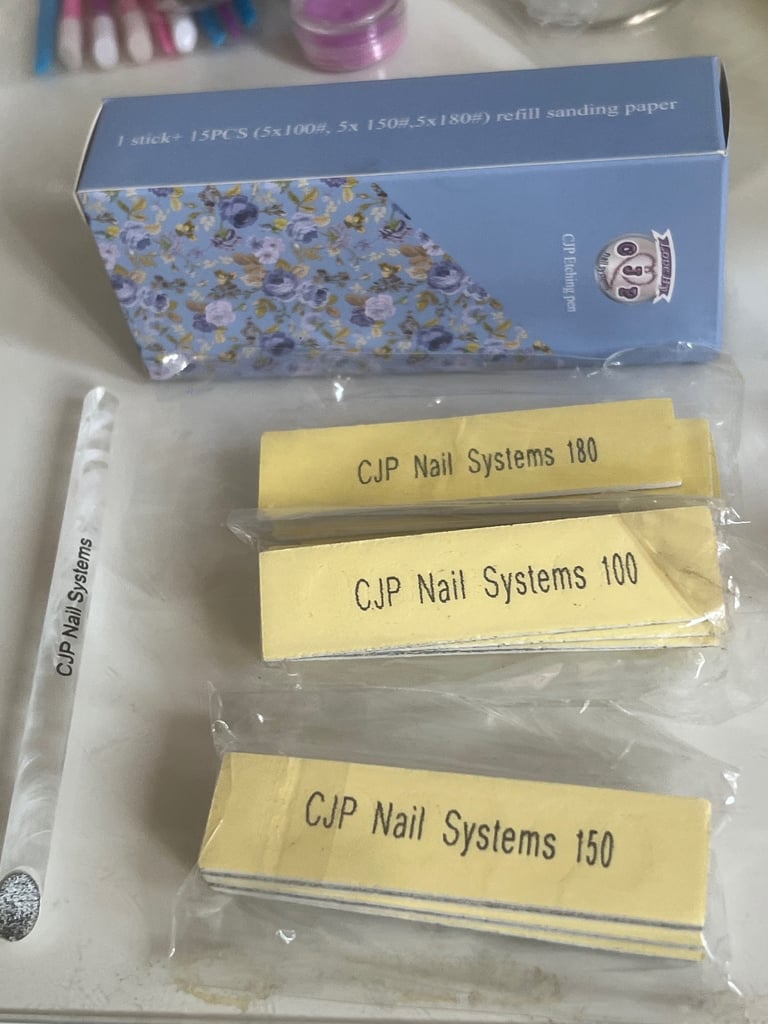 1 stick+ 15PCS (5x100#, 5x 150#,5x180#) refill sanding paper
CJP Etching pen
CJP
CJP Nail Systems 180
CJP Nail Systems 100
CJP Nail Systems
CJP Nail Systems 150